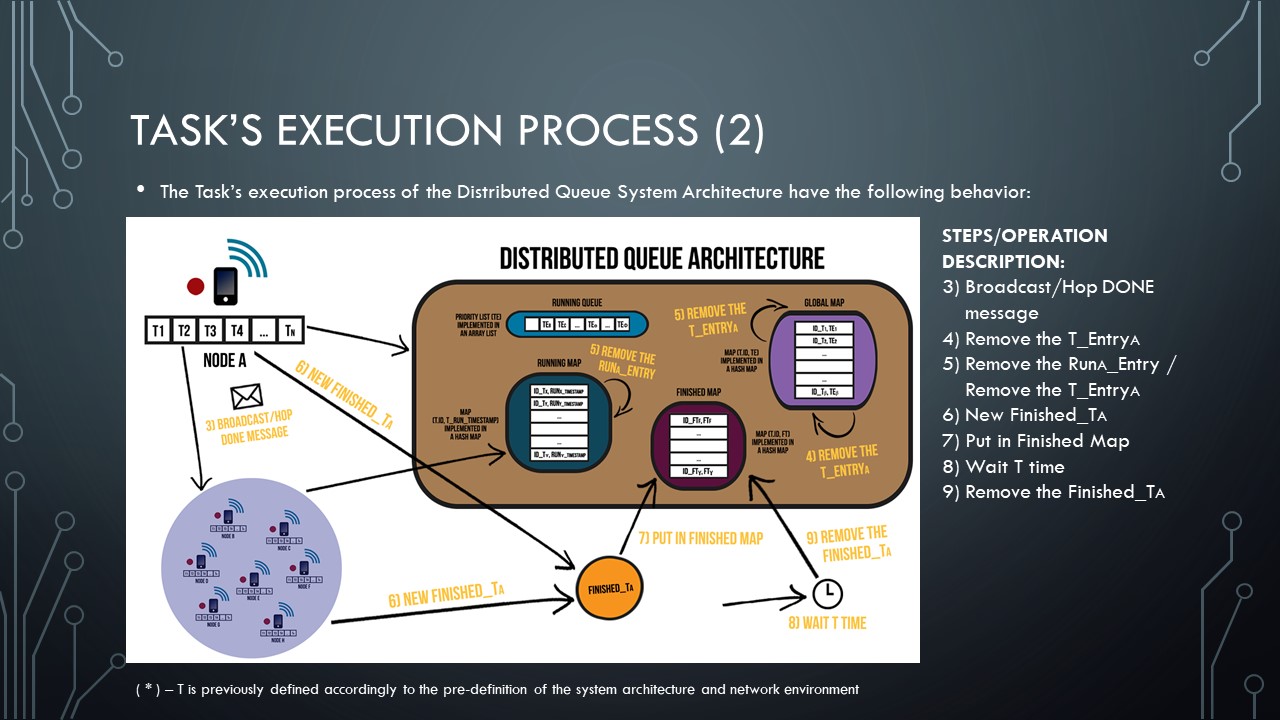 TASK'S EXECUTION PROCESS (2)
• The Task's execution process of the Distributed Queue System Architecture have the following behavior:
DISTRIBUTED QUEUE ARCHITECTURE
T1 T2 T3 T4 ... TN
NODE A
3) BROADCAST/HOP
DONE MESSAGE
6) NEW FINISHED_TA
RUNNING QUEUE
PRIORITY LIST (TE)
IMPLEMENTED IN
AN ARRAY LIST
5) REMOVE THE
T_ENTRYA
GLOBAL MAP
ID_T1, TE1
...
...
MAP (T.ID, TE)
IMPLEMENTED IN
A HASH MAP
4) REMOVE THE
T_ENTRYA
RUNNING MAP
5) REMOVE THE
RUNA_ENTRY
MAP
(T.ID, T_RUN_TIMESTAMP)
IMPLEMENTED IN
A HASH MAP
...
...
FINISHED MAP
...
...
MAP (T.ID, FT)
IMPLEMENTED IN
A HASH MAP
NODE B
NODE C
NODE D
NODE F
NODE E
NODE G
NODE H
6) NEW FINISHED_TA
FINISHED_TA
7) PUT IN FINISHED MAP
9) REMOVE THE
FINISHED_TA
8) WAIT T TIME
STEPS/OPERATION
DESCRIPTION:
3) Broadcast/Hop DONE
message
4) Remove the T_EntryA
5) Remove the RunA_Entry /
Remove the T_EntryA
6) New Finished_TA
7) Put in Finished Map
8) Wait T time
9) Remove the Finished_TA
( * ) – T is previously defined accordingly to the pre-definition of the system architecture and network environment